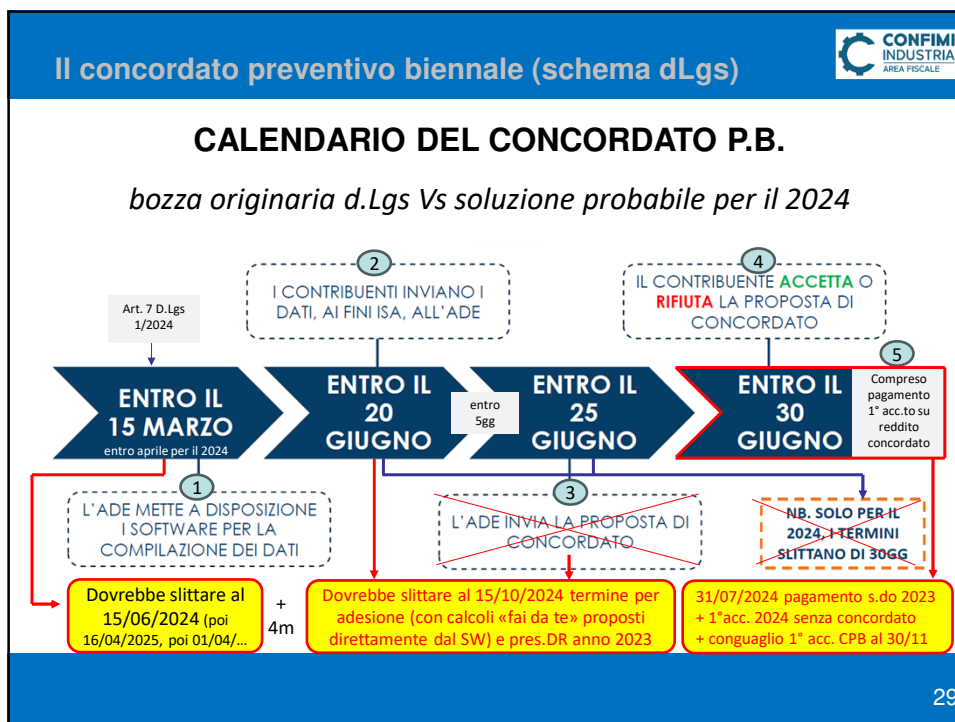 Il concordato preventivo biennale (schema dLgs)
CONFIMI
INDUSTRIA
AREA FISCALE
CALENDARIO DEL CONCORDATO P.B.
bozza originaria d.Lgs Vs soluzione probabile per il 2024
2
I CONTRIBUENTI INVIANO I
DATI, AI FINI ISA, ALL'ADE
4
IL CONTRIBUENTE ACCETTA O
RIFIUTA LA PROPOSTA DI
CONCORDATO
Art. 7 D.Lgs
1/2024
ENTRO IL
15 MARZO
entro aprile per il 2024
ENTRO IL
20
GIUGNO
entro
5gg
ENTRO IL
25
GIUGNO
ENTRO IL
30
GIUGNO
5
Compreso
pagamento
1° acc.to su
reddito
concordato
1
L'ADE METTE A DISPOSIZIONE
I SOFTWARE PER LA
COMPILAZIONE DEI DATI
3
L'ADE INVIA LA PROPOSTA DI
CONCORDATO
NB. SOLO PER IL
2024, I TERMINI
SLITTANO DI 30GG
Dovrebbe slittare al
15/06/2024 (poi
16/04/2025, poi 01/04/…
+
4m
Dovrebbe slittare al 15/10/2024 termine per
adesione (con calcoli «fai da te» proposti
direttamente dal SW) e pres.DR anno 2023
31/07/2024 pagamento s.do 2023
+ 1°acc. 2024 senza concordato
+ conguaglio 1° acc. CPB al 30/11
29